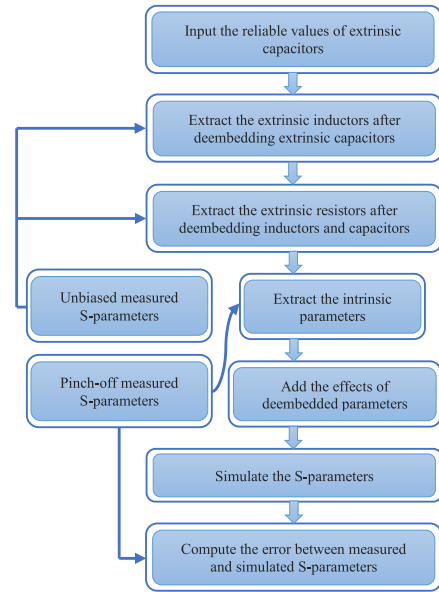 Input the reliable values of extrinsic
capacitors
Extract the extrinsic inductors after
deembedding extrinsic capacitors
Extract the extrinsic resistors after
deembedding inductors and capacitors
Unbiased measured
S-parameters
Extract the intrinsic
parameters
Pinch-off measured
S-parameters
Add the effects of
deembedded parameters
Simulate the S-parameters
Compute the error between measured
and simulated S-parameters